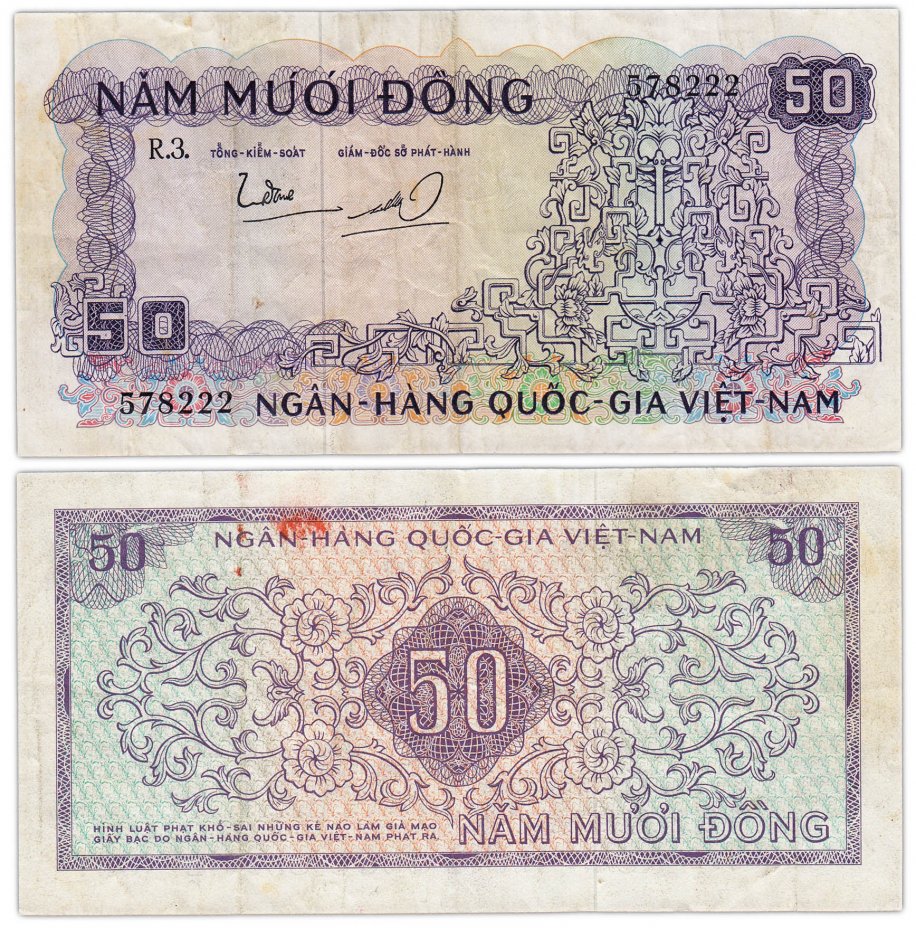 NĂM MƯƠI ĐỒNG
578222
50
R.3.
TỔNG-KIỂM-SOÁT
GIÁM-ĐỐC SỞ PHÁT-HÀNH
50
578222
NGÂN-HÀNG QUỐC-GIA VIỆT-NAM
NGÂN-HÀNG QUỐC-GIA VIỆT-NAM
50
50
50
HÌNH LUẬT PHẠT KHỔ-SAI NHỮNG KẺ NÀO LÀM GIẢ MẠO
GIẤY BẠC DO NGÂN-HÀNG QUỐC-GIA VIỆT-NAM PHÁT RA.
NĂM MƯƠI ĐỒNG